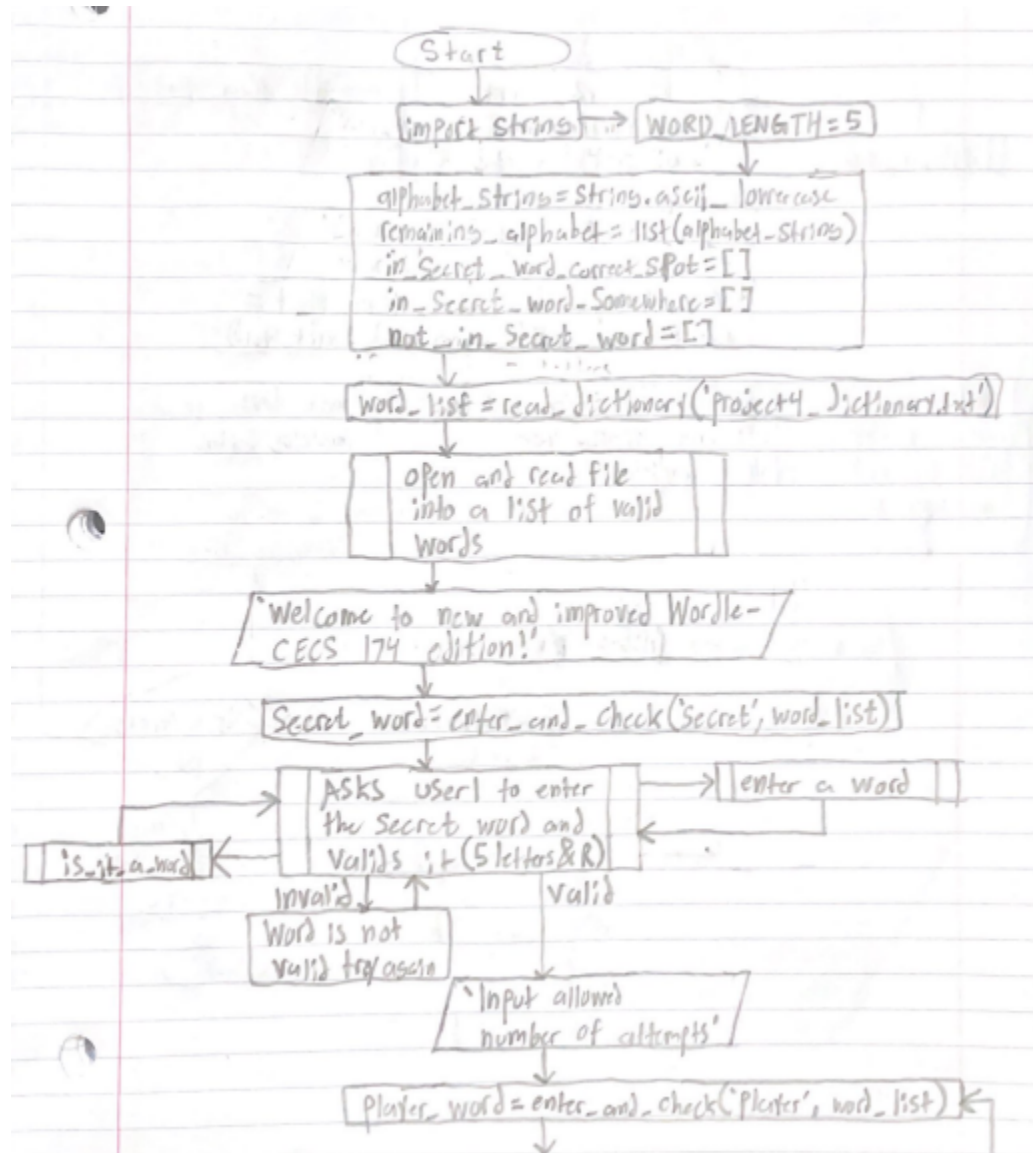 Start
import string
WORD_LENGTH = 5
alphabet_string = string.ascii_lowercase
remaining_alphabet = list(alphabet_string)
in_secret_word_correct_spot = []
in_secret_word_somewhere = []
not_in_secret_word = []
word_list = read_dictionary('project4_dictionary.txt')
open and read file
into a list of valid
words
'Welcome to new and improved Wordle-
CECS 174 edition!'
Secret_word = enter_and_check('secret', word_list)
Asks user1 to enter
the secret word and
valids it (5 letters & R)
enter a word
is_it_a_word
invalid
valid
Word is not
valid try again
'Input allowed
number of attempts'
player_word = enter_and_check('player', word_list)